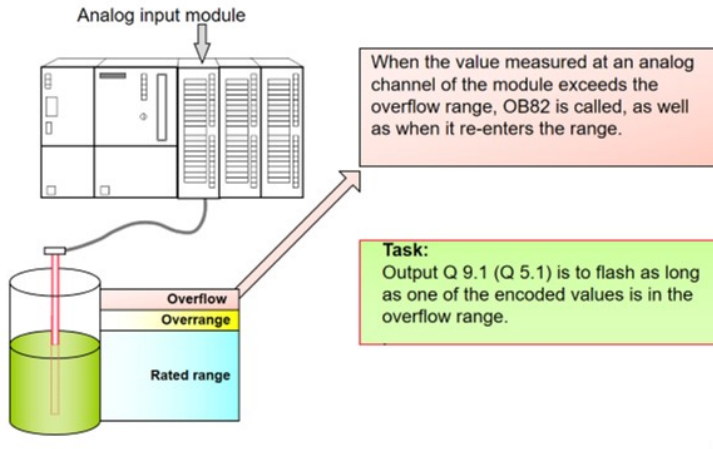 Analog input module
When the value measured at an analog
channel of the module exceeds the
overflow range, OB82 is called, as well
as when it re-enters the range.
Task:
Output Q 9.1 (Q 5.1) is to flash as long
as one of the encoded values is in the
overflow range.
Overflow
Overrange
Rated range